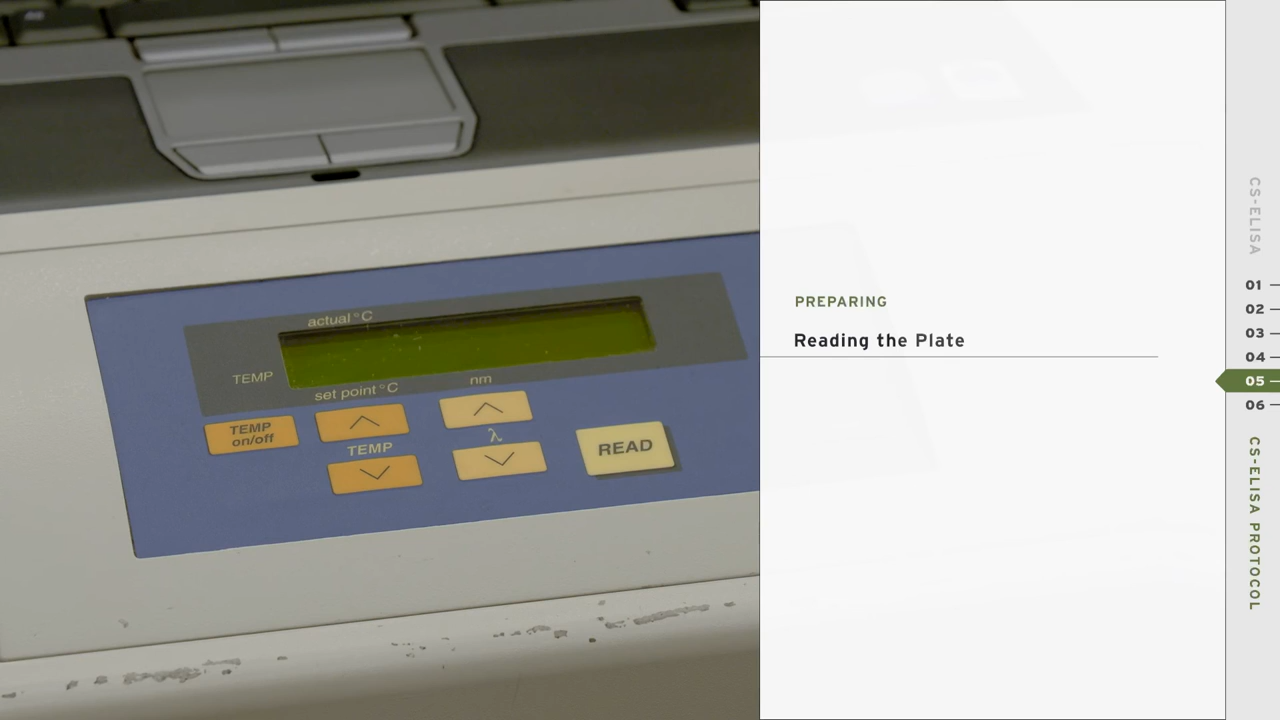 actual °C
TEMP
set point °C
nm
TEMP
on/off
TEMP
λ
READ
PREPARING
Reading the Plate
CS-ELISA
01
02
03
04
05
06
CS-ELISA PROTOCOL